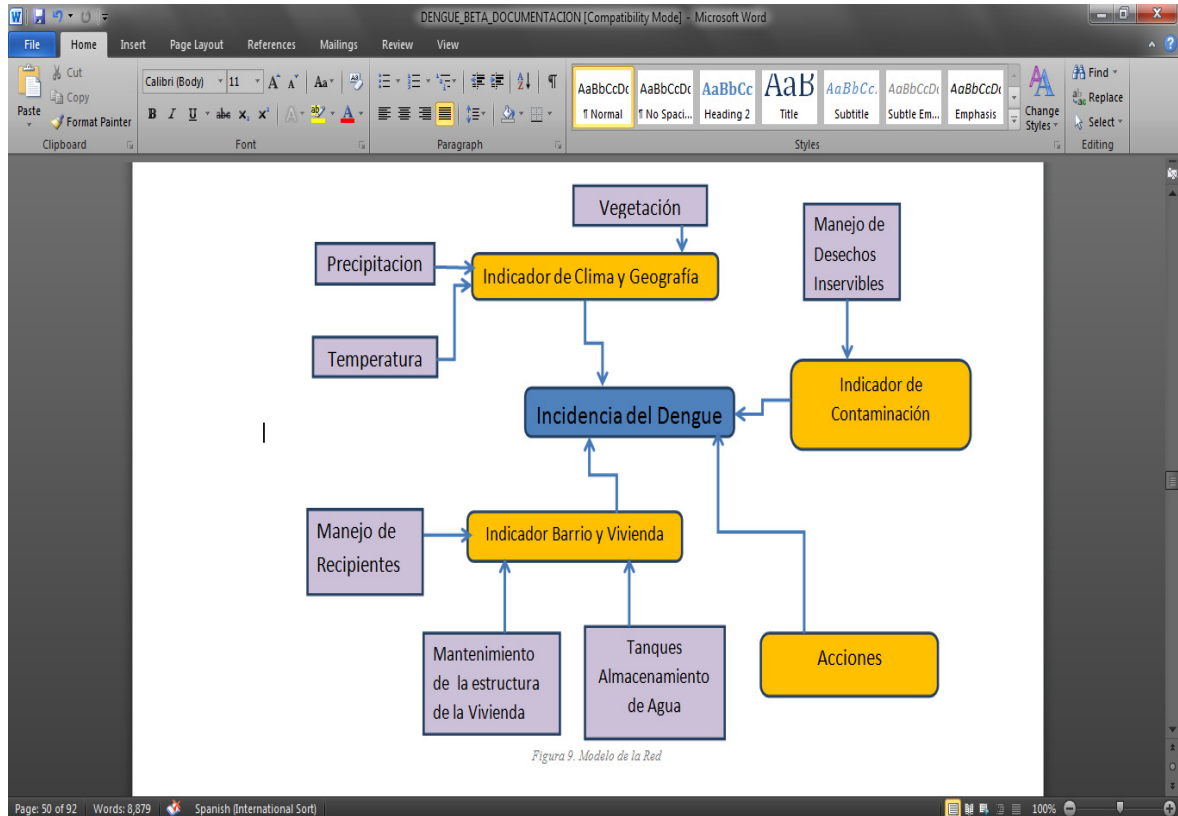 DENGUE_BETA_DOCUMENTACION [Compatibility Mode] - Microsoft Word
File Home Insert Page Layout References Mailings Review View
Paste
Cut
Copy
Format Painter
Clipboard
Calibri (Body) 11
Font
Paragraph
AaBbCcDc AaBbCcDc AaBbCc AaB AaBbCc. AaBbCcDc AaBbCcDc
¶ Normal ¶ No Spaci... Heading 2 Title Subtitle Subtle Em... Emphasis
Change
Styles
Styles
Find
Replace
Select
Editing
Vegetación
Manejo de
Desechos
Inservibles
Precipitacion
Indicador de Clima y Geografía
Temperatura
Indicador de
Contaminación
Incidencia del Dengue
Manejo de
Recipientes
Indicador Barrio y Vivienda
Mantenimiento
de la estructura
de la Vivienda
Tanques
Almacenamiento
de Agua
Acciones
Figura 9. Modelo de la Red
Page: 50 of 92 Words: 8,879 Spanish (International Sort) 100%